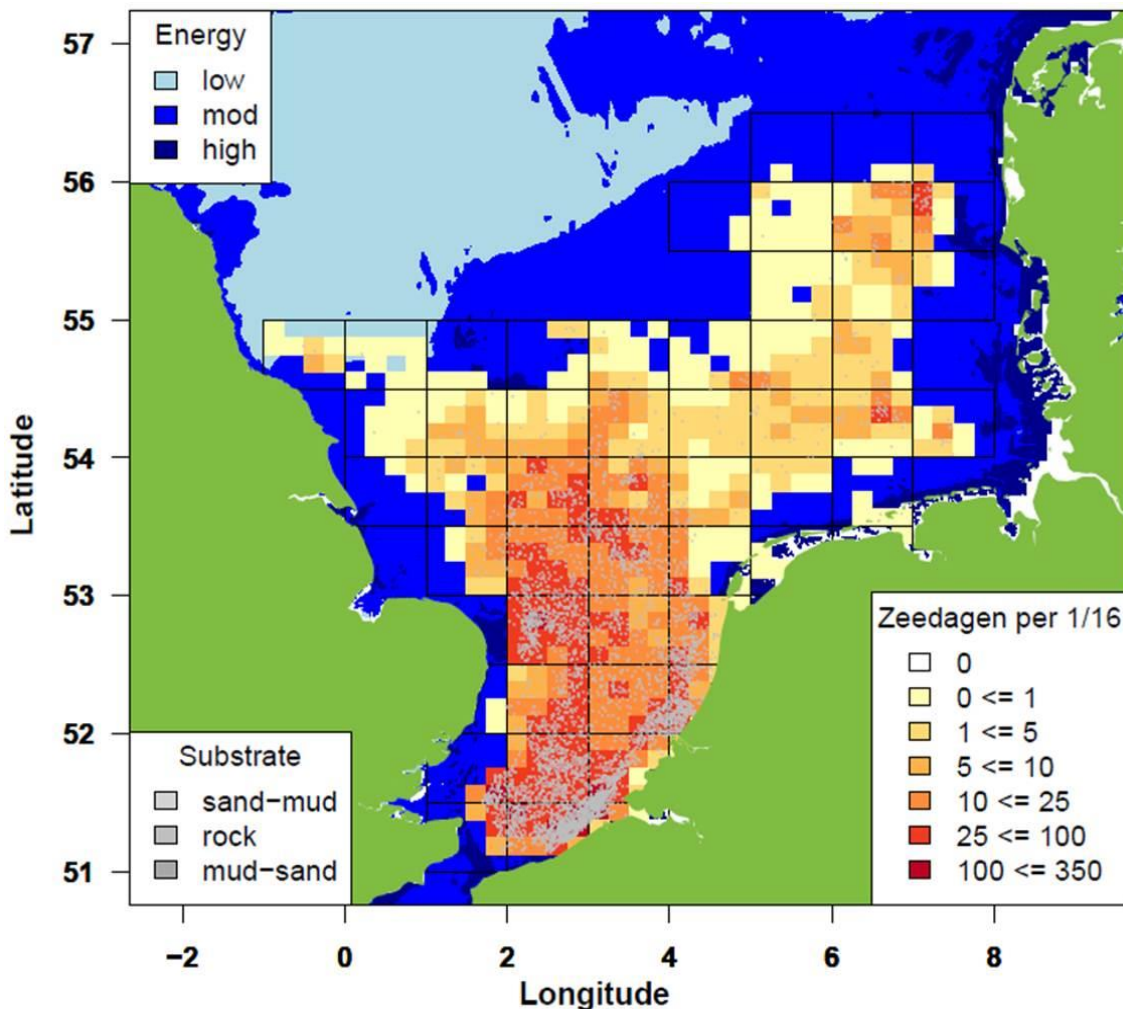 Energy
low
mod
high
Substrate
sand−mud
rock
mud−sand
Zeedagen per 1/16
0
0 <= 1
1 <= 5
5 <= 10
10 <= 25
25 <= 100
100 <= 350
Latitude
57
56
55
54
53
52
51
−2
0
2
4
6
8
Longitude